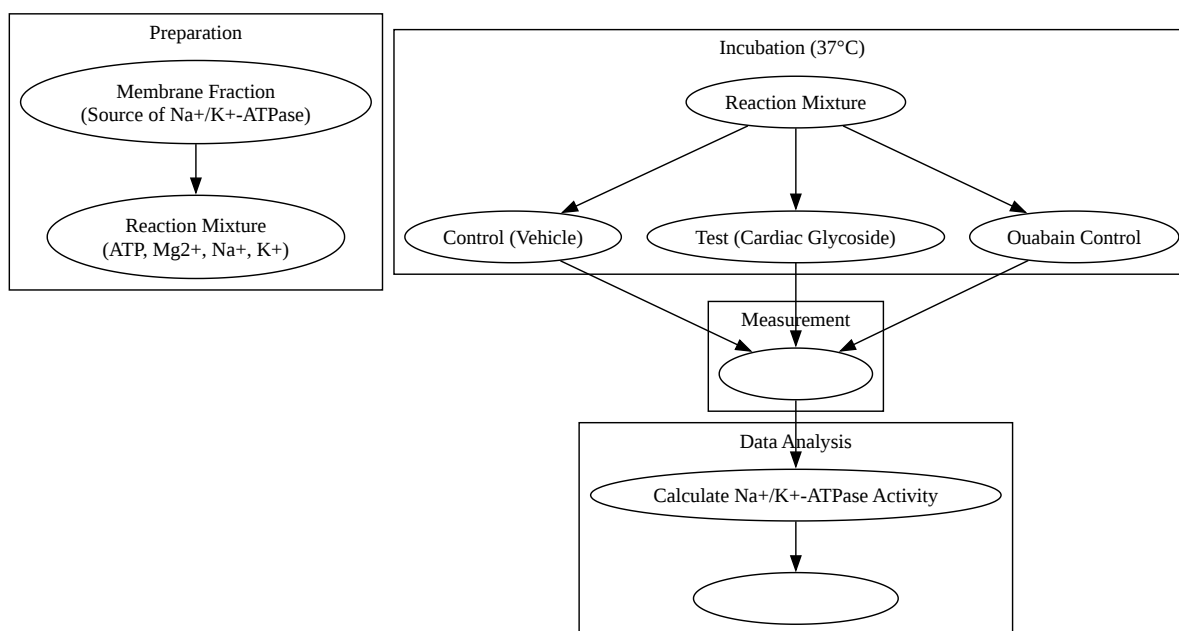 Preparation
Membrane Fraction
(Source of Na+/K+-ATPase)
Reaction Mixture
(ATP, Mg2+, Na+, K+)
Incubation (37°C)
Reaction Mixture
Control (Vehicle)
Test (Cardiac Glycoside)
Ouabain Control
Measurement
Data Analysis
Calculate Na+/K+-ATPase Activity